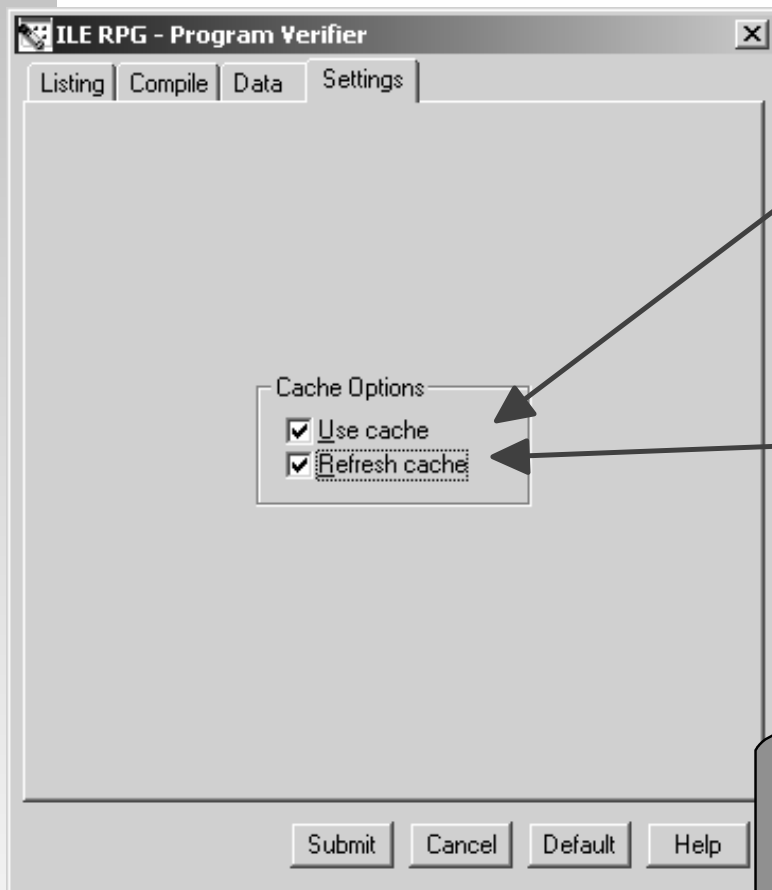 ILE RPG - Program Verifier
Listing Compile Data Settings
Cache Options
Use cache
Refresh cache
Submit Cancel Default Help